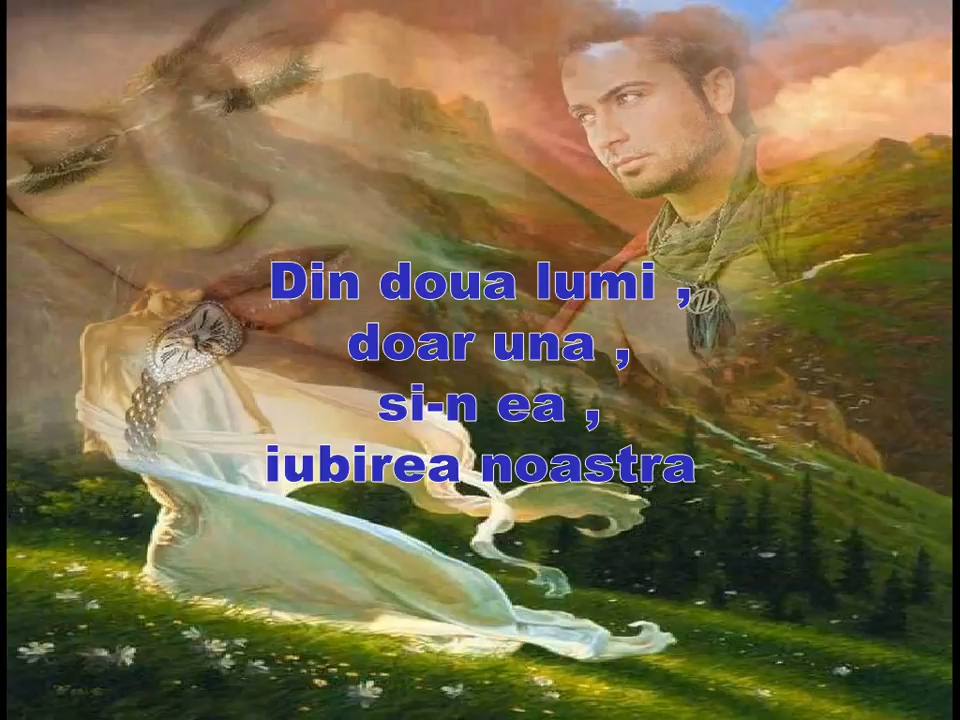 Din doua lumi ,
doar una ,
si-n ea ,
iubirea noastra